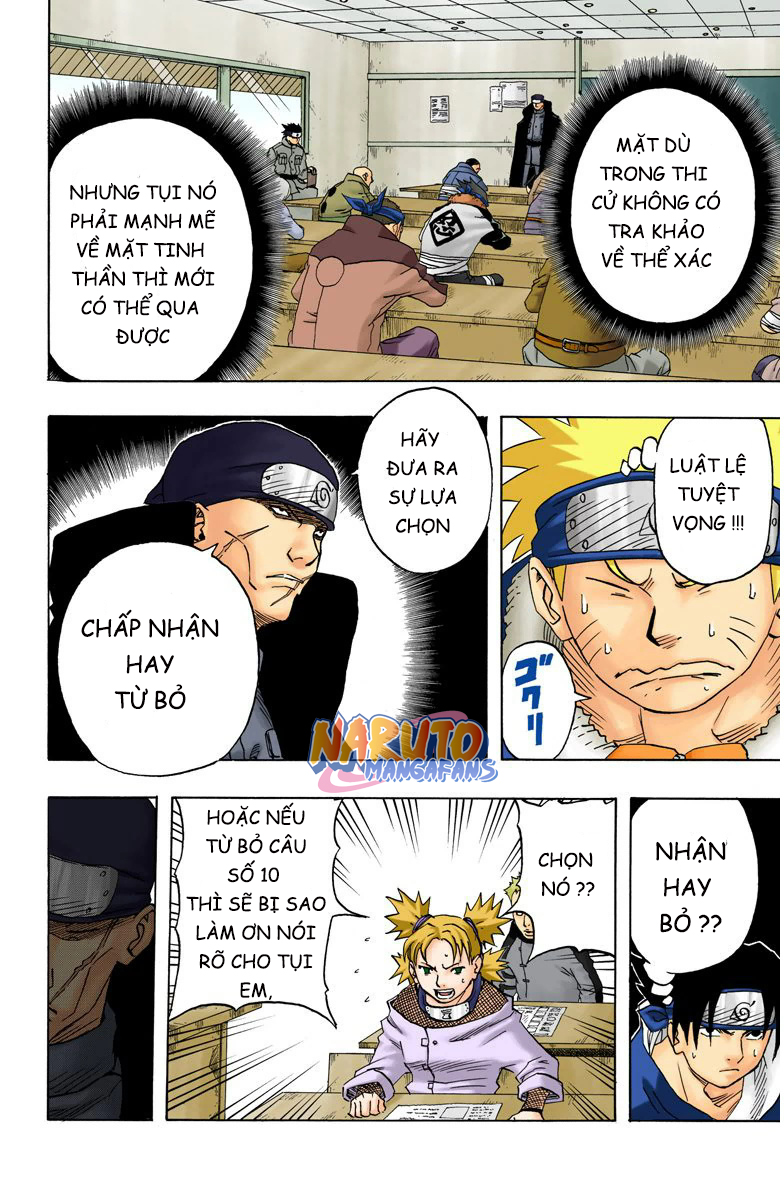 MẶT DÙ
TRONG THI
CỬ KHÔNG CÓ
TRA KHẢO
VỀ THỂ XÁC
NHƯNG TỤI NÓ
PHẢI MẠNH MẼ
VỀ MẶT TINH
THẦN THÌ MỚI
CÓ THỂ QUA
ĐƯỢC
LUẬT LỆ
TUYỆT
VỌNG !!!
ゴクリ
HÃY
ĐƯA RA
SỰ LỰA
CHỌN
CHẤP NHẬN
HAY
TỪ BỎ
NARUTO
MANGAFANS
NHẬN
HAY
BỎ ??
CHỌN
NÓ ??
HOẶC NẾU
TỪ BỎ CÂU
SỐ 10
THÌ SẼ BỊ SAO
LÀM ƠN NÓI
RÕ CHO TỤI
EM,